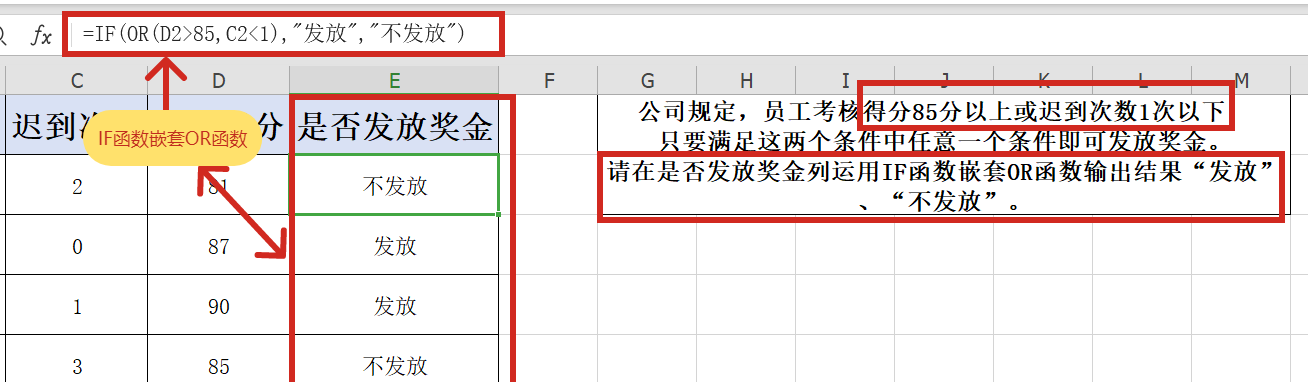 fx =IF(OR(D2>85,C2<1),"发放","不发放")
C D E F G H I J K L M
迟到 分 是否发放奖金
IF函数嵌套OR函数
2 81 不发放
0 87 发放
1 90 发放
3 85 不发放
公司规定，员工考核得分85分以上或迟到次数1次以下
只要满足这两个条件中任意一个条件即可发放奖金。
请在是否发放奖金列运用IF函数嵌套OR函数输出结果“发放”
、“不发放”。